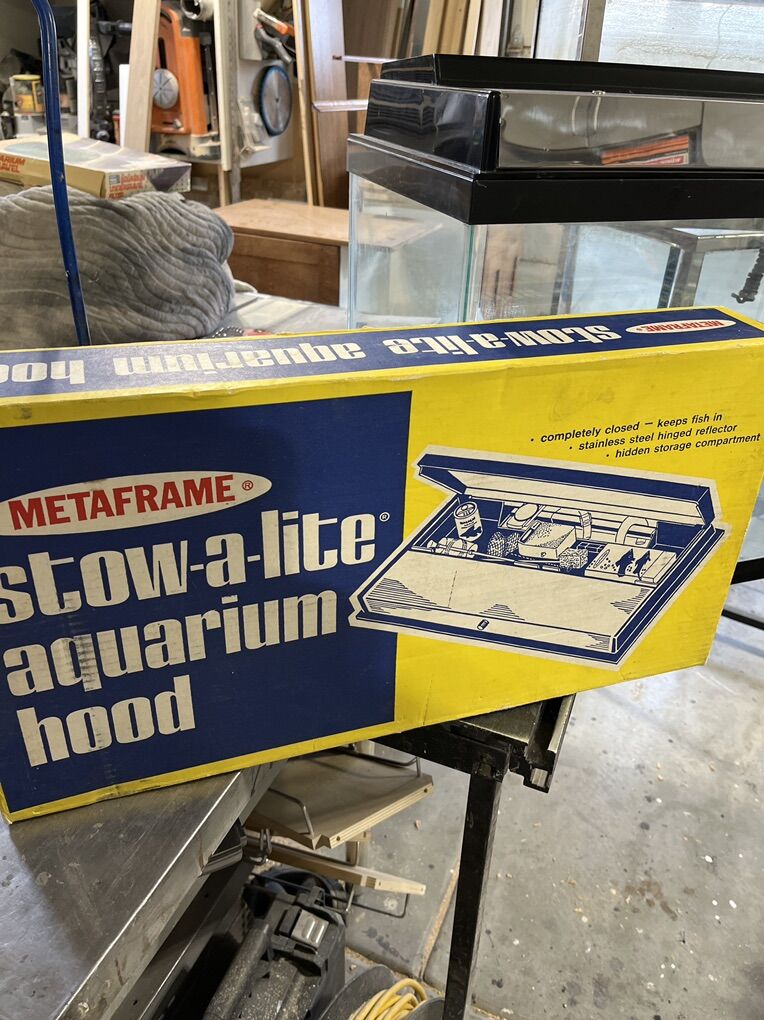 METAFRAME®
stow-a-lite aquarium
METAFRAME®
stow-a-lite®
aquarium
hood
• completely closed — keeps fish in
• stainless steel hinged reflector
• hidden storage compartment